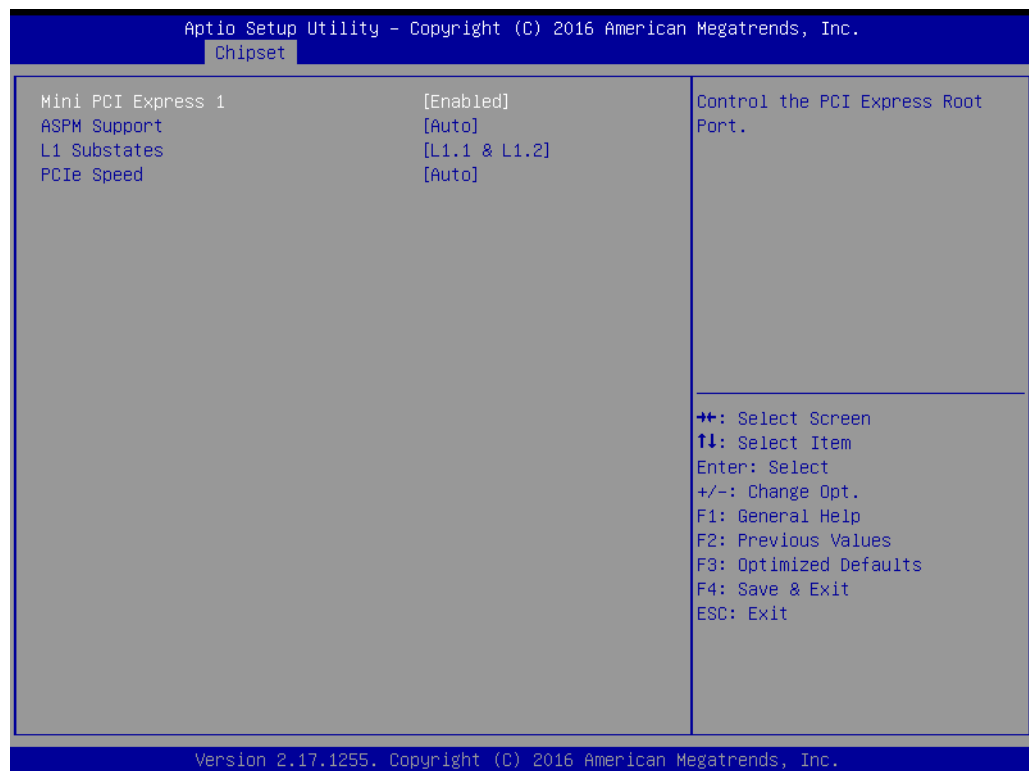 Aptio Setup Utility – Copyright (C) 2016 American Megatrends, Inc.
Chipset
Mini PCI Express 1 [Enabled]
ASPM Support [Auto]
L1 Substates [L1.1 & L1.2]
PCIe Speed [Auto]
Control the PCI Express Root
Port.
→←: Select Screen
↑↓: Select Item
Enter: Select
+/-: Change Opt.
F1: General Help
F2: Previous Values
F3: Optimized Defaults
F4: Save & Exit
ESC: Exit
Version 2.17.1255. Copyright (C) 2016 American Megatrends, Inc.